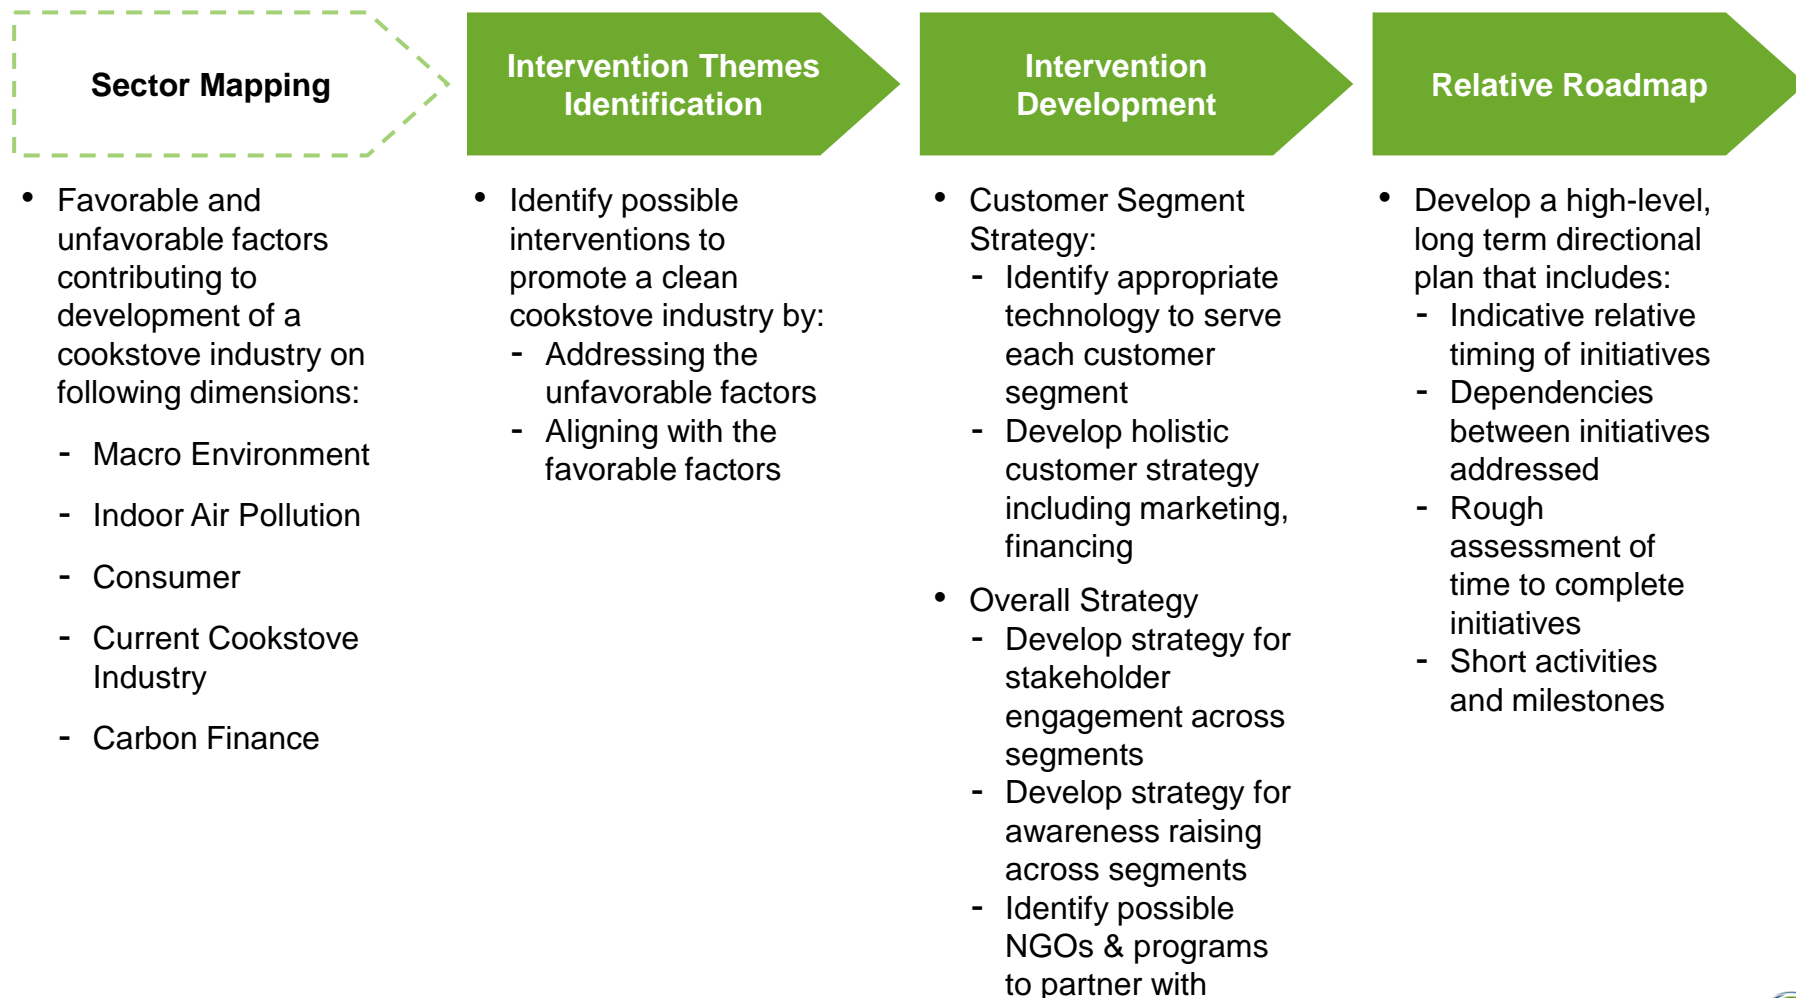 Sector Mapping
• Favorable and
unfavorable factors
contributing to
development of a
cookstove industry on
following dimensions:
- Macro Environment
- Indoor Air Pollution
- Consumer
- Current Cookstove
Industry
- Carbon Finance
Intervention Themes
Identification
• Identify possible
interventions to
promote a clean
cookstove industry by:
- Addressing the
unfavorable factors
- Aligning with the
favorable factors
Intervention
Development
• Customer Segment
Strategy:
- Identify appropriate
technology to serve
each customer
segment
- Develop holistic
customer strategy
including marketing,
financing
• Overall Strategy
- Develop strategy for
stakeholder
engagement across
segments
- Develop strategy for
awareness raising
across segments
- Identify possible
NGOs & programs
to partner with
Relative Roadmap
• Develop a high-level,
long term directional
plan that includes:
- Indicative relative
timing of initiatives
- Dependencies
between initiatives
addressed
- Rough
assessment of
time to complete
initiatives
- Short activities
and milestones